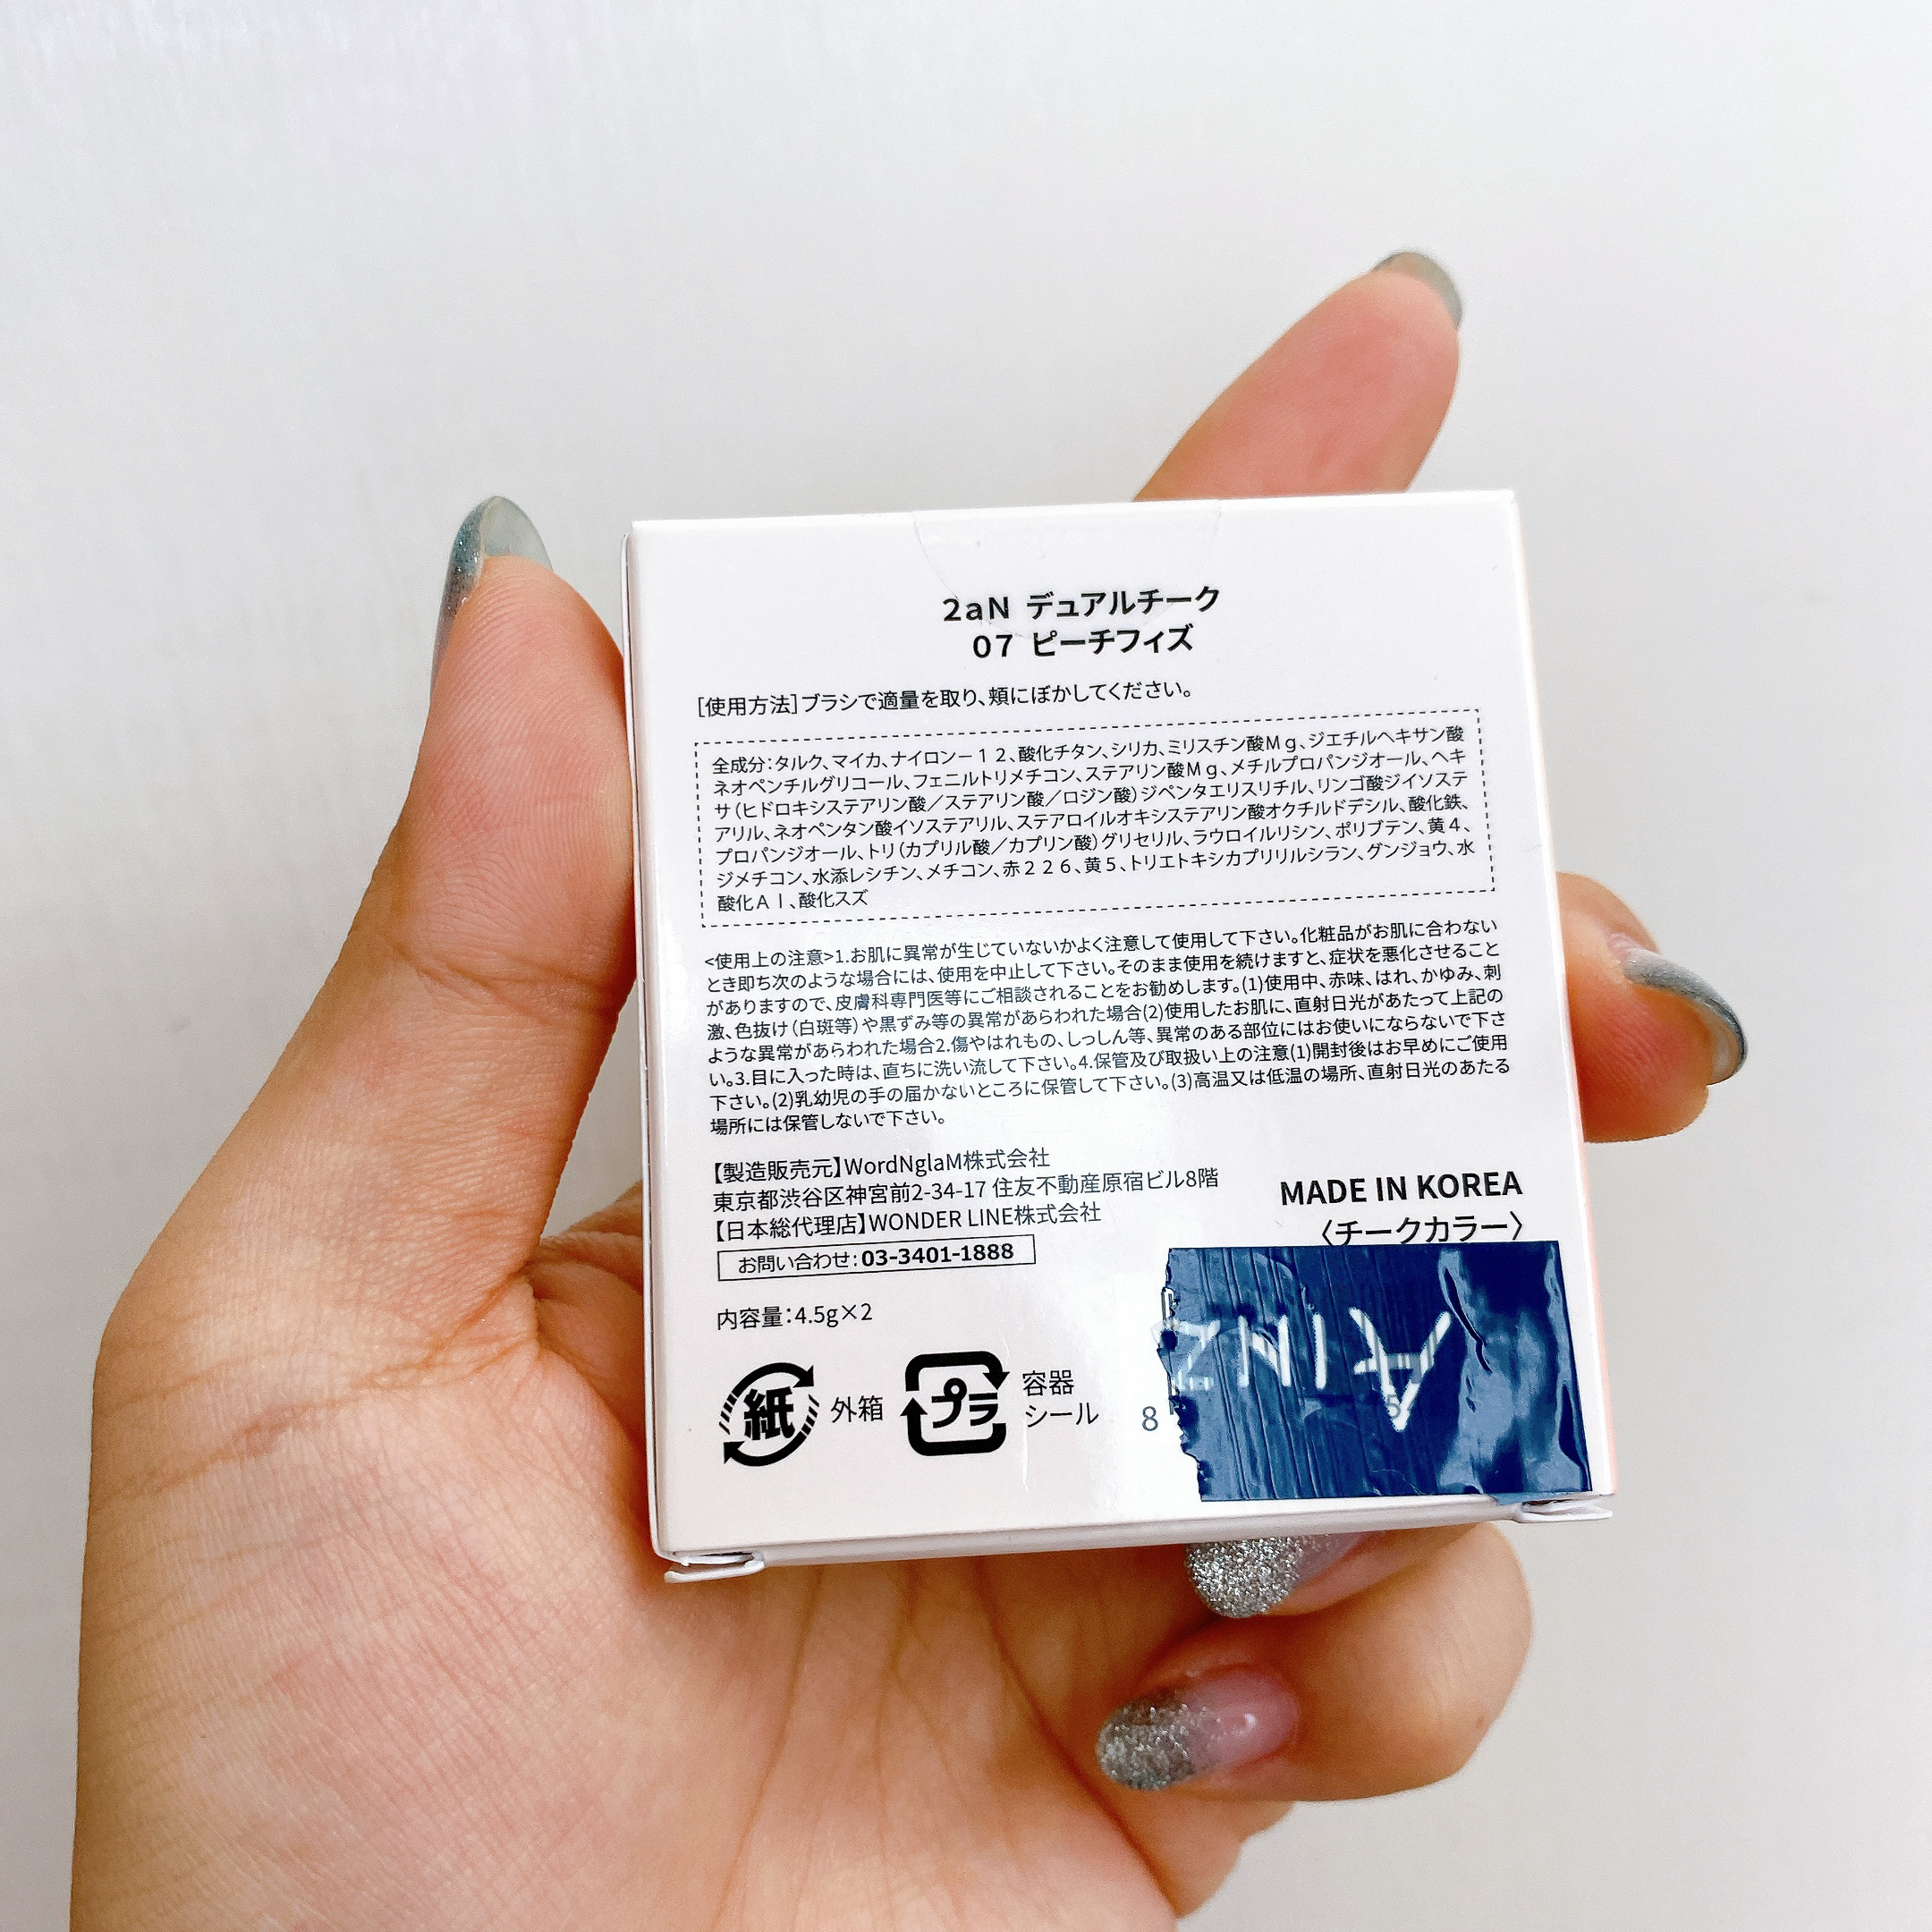 2aN デュアルチーク
07 ピーチフィズ
[使用方法]ブラシで適量を取り、頬にぼかしてください。
全成分:タルク、マイカ、ナイロンー12、酸化チタン、シリカ、ミリスチン酸Mg、ジエチルヘキサン酸
ネオペンチルグリコール、フェニルトリメチコン、ステアリン酸Mg、メチルプロパンジオール、ヘキ
サ(ヒドロキシステアリン酸/ステアリン酸/ロジン酸)ジペンタエリスリチル、リンゴ酸ジイソステ
アリル、ネオペンタン酸イソステアリル、ステアロイルオキシステアリン酸オクチルドデシル、酸化鉄、
プロパンジオール、トリ(カプリル酸/カプリン酸)グリセリル、ラウロイルリシン、ポリブテン、黄4、
ジメチコン、水添レシチン、メチコン、赤226、黄5、トリエトキシカプリリルシラン、グンジョウ、水
酸化Al、酸化スズ
<使用上の注意>1.お肌に異常が生じていないかよく注意して使用して下さい。化粧品がお肌に合わない
とき即ち次のような場合には、使用を中止して下さい。そのまま使用を続けますと、症状を悪化させること
がありますので、皮膚科専門医等にご相談されることをお勧めします。(1)使用中、赤味、はれ、かゆみ、刺
激、色抜け(白斑等)や黒ずみ等の異常があらわれた場合(2)使用したお肌に、直射日光があたって上記の
ような異常があらわれた場合2.傷やはれもの、しっしん等、異常のある部位にはお使いにならないで下さ
い。3.目に入った時は、直ちに洗い流して下さい。4.保管及び取扱い上の注意(1)開封後はお早めにご使用
下さい。(2)乳幼児の手の届かないところに保管して下さい。(3)高温又は低温の場所、直射日光のあたる
場所には保管しないで下さい。
【製造販売元】WordNglaM株式会社
東京都渋谷区神宮前2-34-17 住友不動産原宿ビル8階
【日本総代理店】WONDER LINE株式会社
お問い合わせ:03-3401-1888
MADE IN KOREA
〈チークカラー〉
内容量:4.5g×2
紙 外箱
プラ 容器
シール
8
AINZ